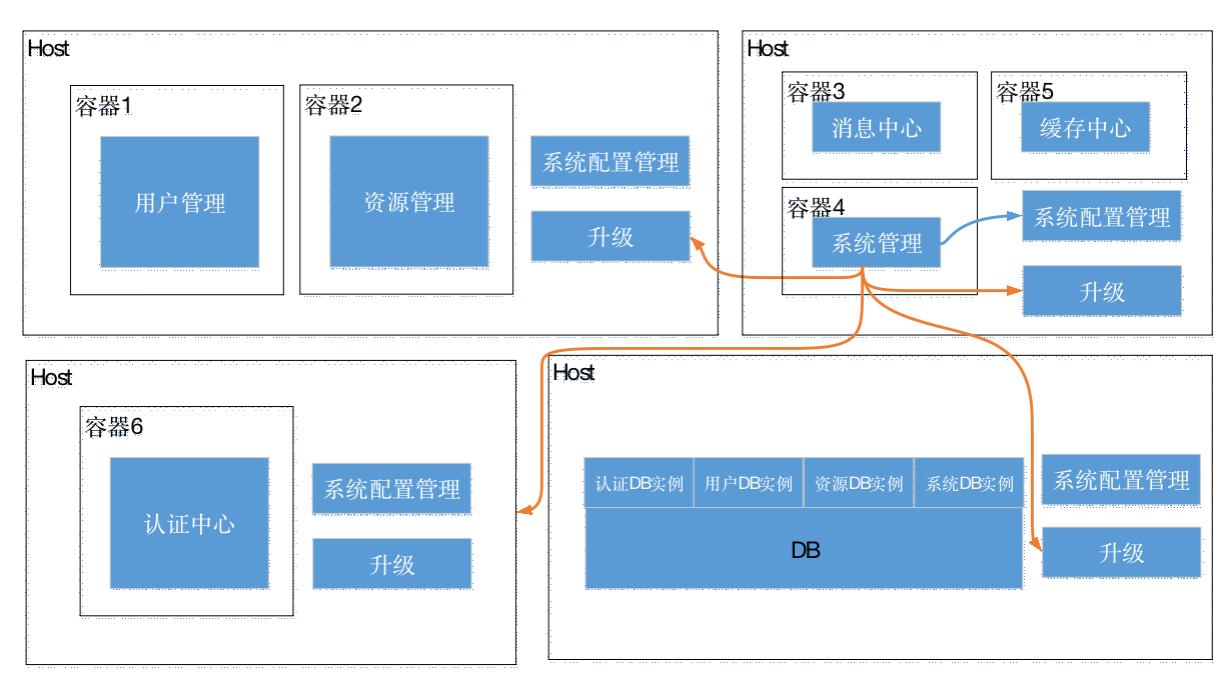 Host
容器1
用户管理
容器2
资源管理
系统配置管理
升级
Host
容器3
消息中心
容器5
缓存中心
容器4
系统管理
系统配置管理
升级
Host
容器6
认证中心
系统配置管理
升级
Host
认证DB实例
用户DB实例
资源DB实例
系统DB实例
DB
系统配置管理
升级